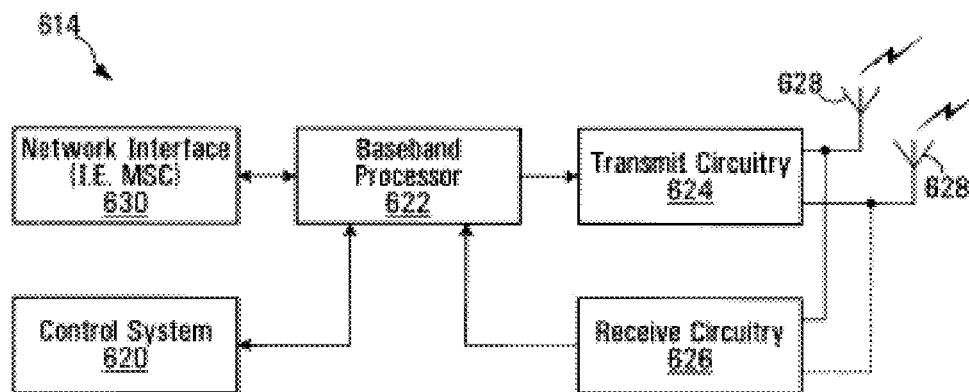 614
628
628
Network Interface
(I.E. MSC)
630
Baseband
Processor
622
Transmit Circuitry
624
Control System
620
Receive Circuitry
626